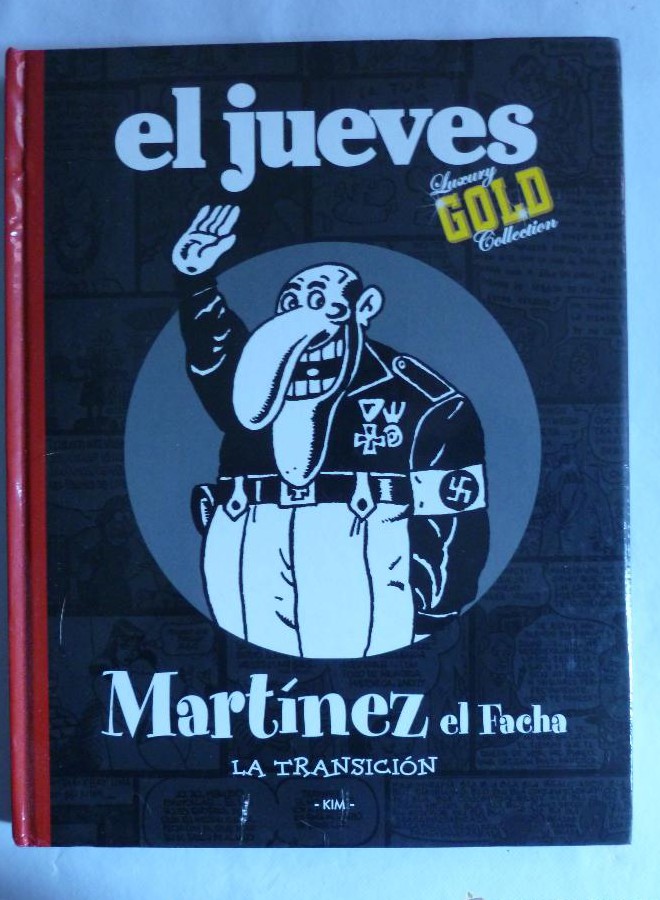 el jueves
Luxury
GOLD
Collection
Martínez el Facha
LA TRANSICIÓN
- KIM -